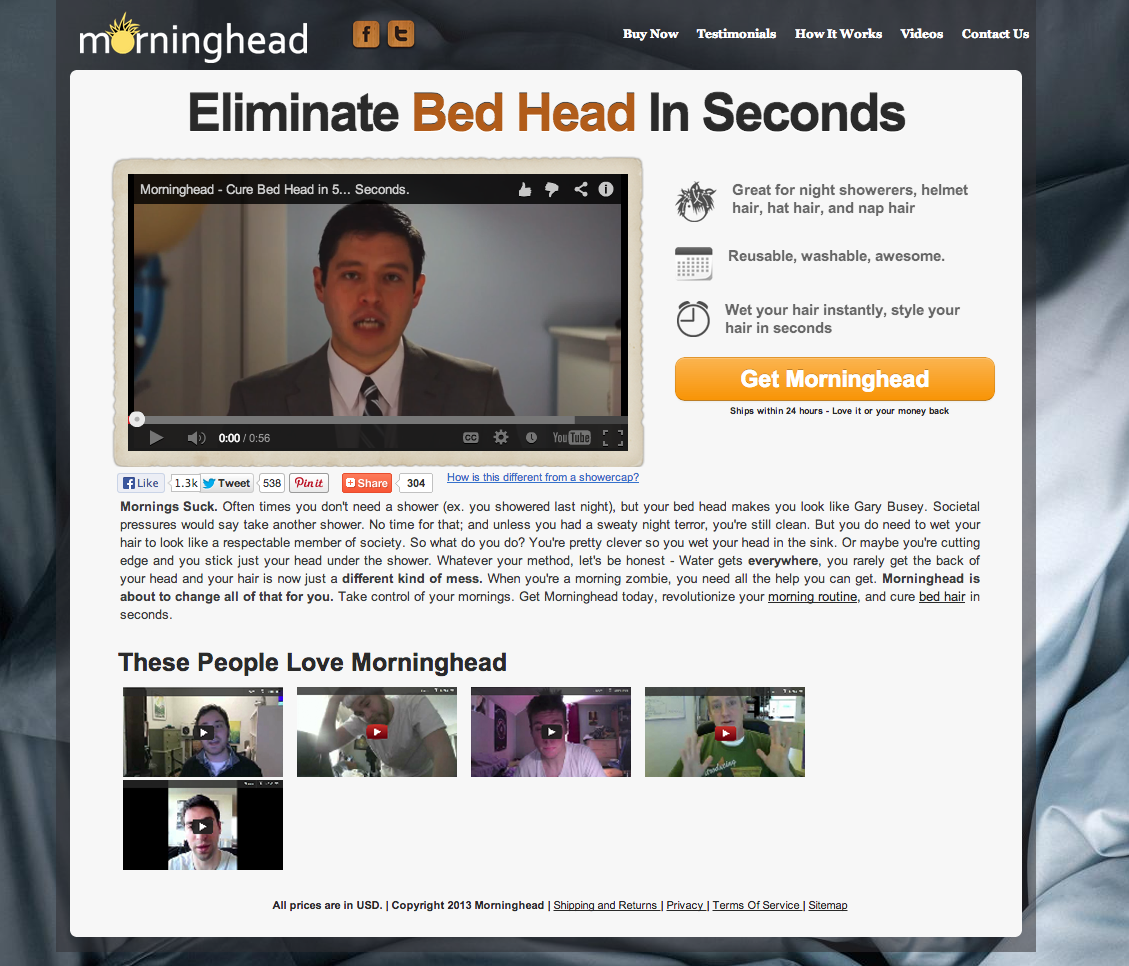 morninghead
f t
Buy Now Testimonials How It Works Videos Contact Us
Eliminate Bed Head In Seconds
Morninghead - Cure Bed Head in 5... Seconds.
0:00 / 0:56
CC
YouTube
Great for night showerers, helmet
hair, hat hair, and nap hair
Reusable, washable, awesome.
Wet your hair instantly, style your
hair in seconds
Get Morninghead
Ships within 24 hours - Love it or your money back
Like 1.3k Tweet 538 Pin it Share 304 How is this different from a showercap?
Mornings Suck. Often times you don't need a shower (ex. you showered last night), but your bed head makes you look like Gary Busey. Societal
pressures would say take another shower. No time for that; and unless you had a sweaty night terror, you're still clean. But you do need to wet your
hair to look like a respectable member of society. So what do you do? You're pretty clever so you wet your head in the sink. Or maybe you're cutting
edge and you stick just your head under the shower. Whatever your method, let's be honest - Water gets everywhere, you rarely get the back of
your head and your hair is now just a different kind of mess. When you're a morning zombie, you need all the help you can get. Morninghead is
about to change all of that for you. Take control of your mornings. Get Morninghead today, revolutionize your morning routine, and cure bed hair in
seconds.
These People Love Morninghead
All prices are in USD. | Copyright 2013 Morninghead | Shipping and Returns | Privacy | Terms Of Service | Sitemap